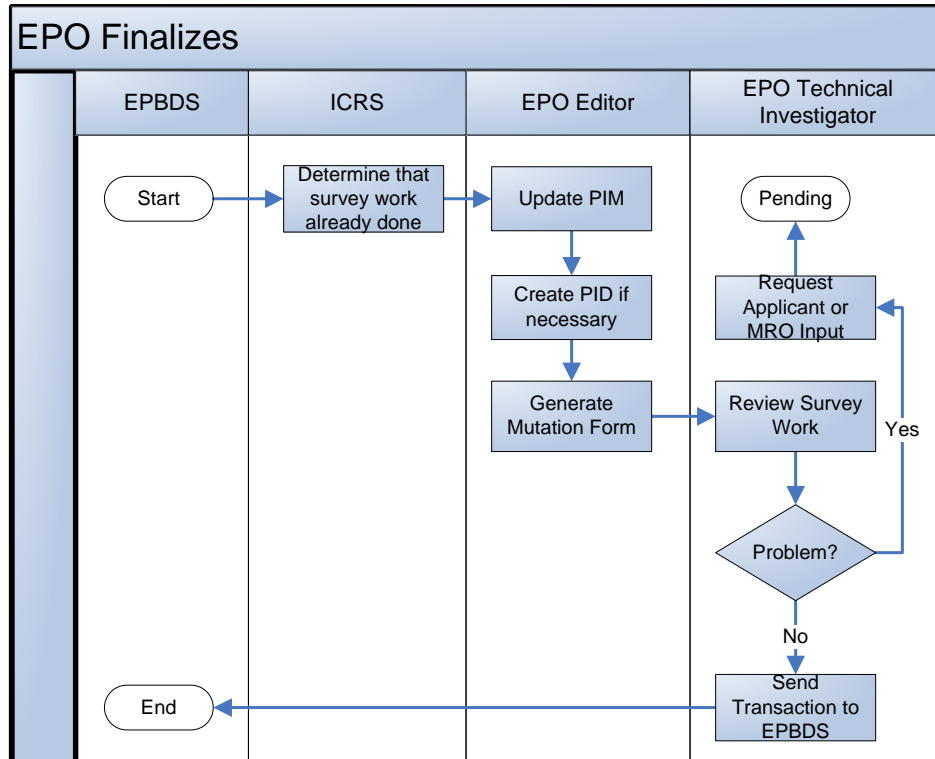 EPO Finalizes
EPBDS
ICRS
EPO Editor
EPO Technical
Investigator
Start
Determine that
survey work
already done
Update PIM
Pending
Create PID if
necessary
Request
Applicant or
MRO Input
Generate
Mutation Form
Review Survey
Work
Yes
Problem?
No
End
Send
Transaction to
EPBDS